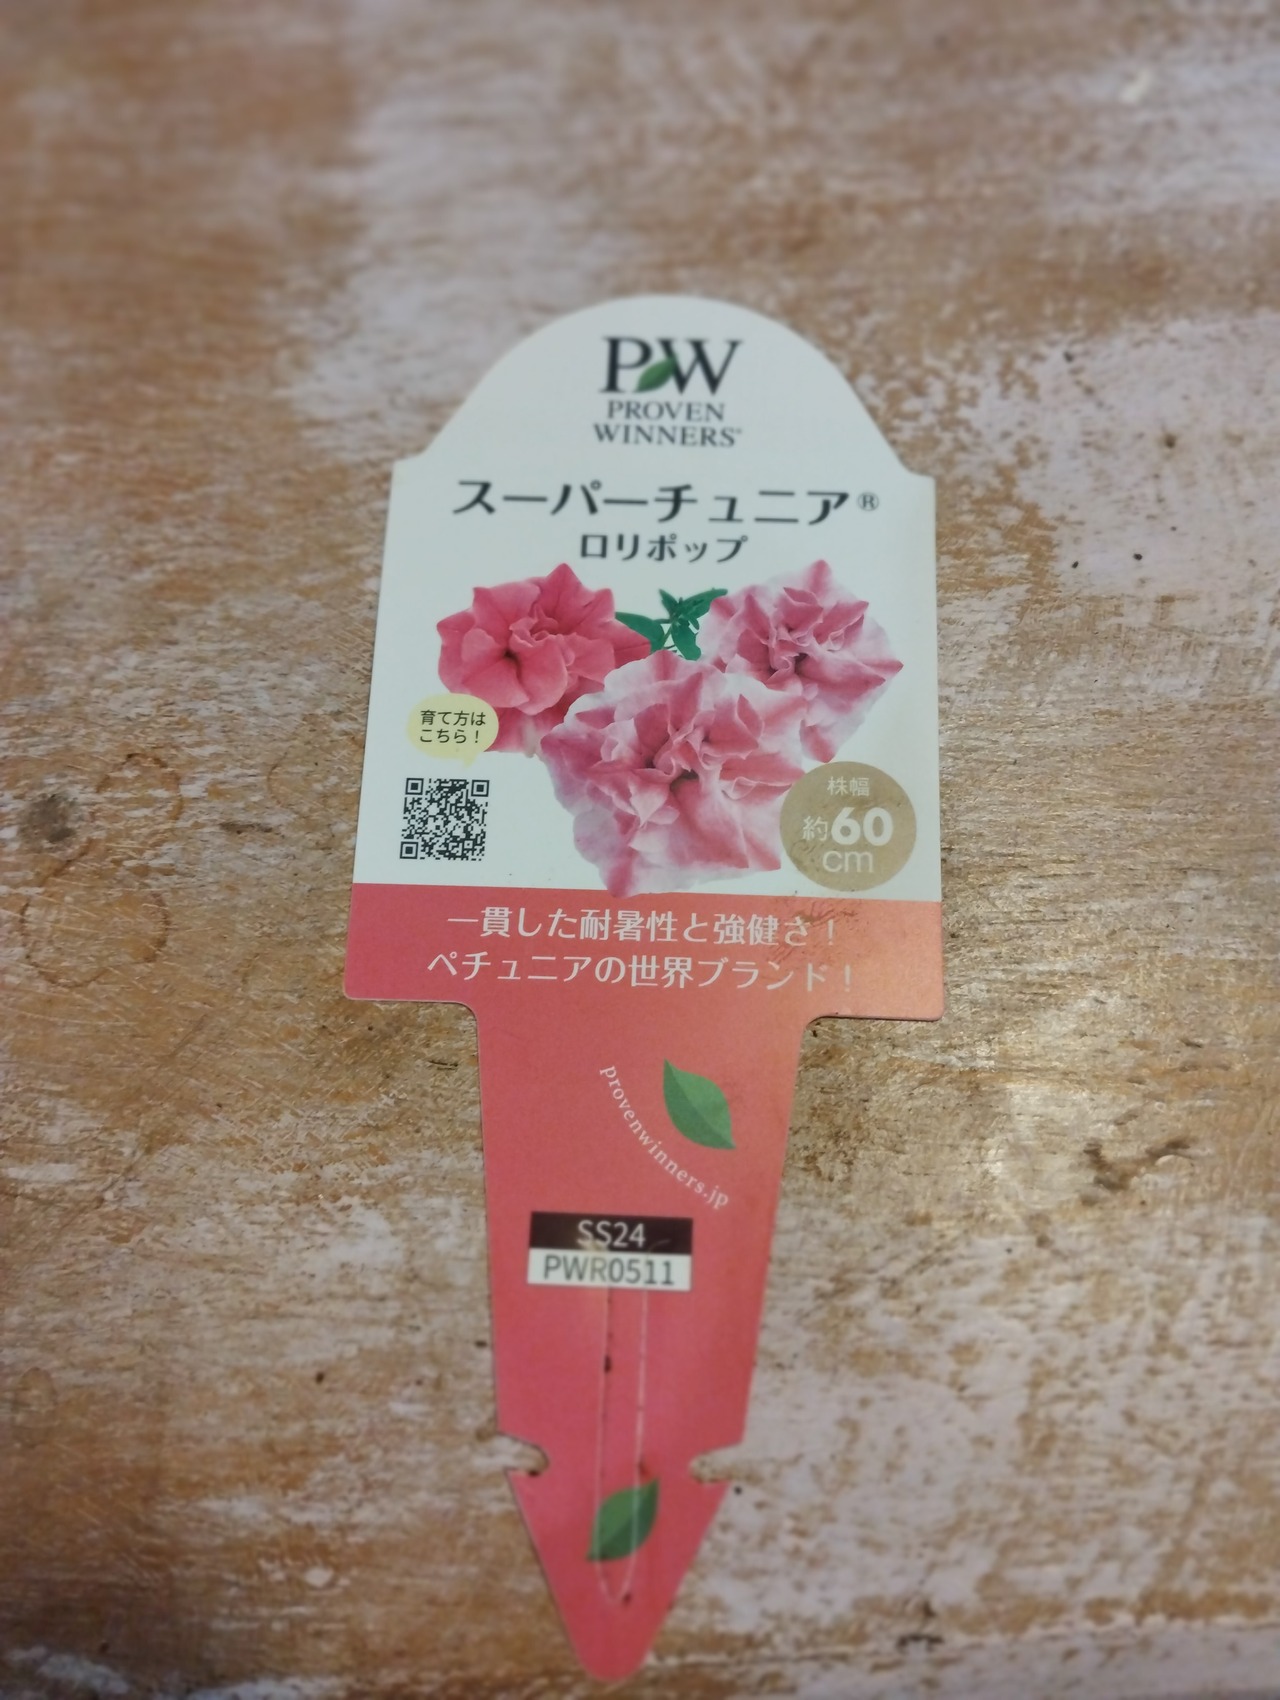 PW
PROVEN
WINNERS®
スーパーチュニア®
ロリポップ
育て方は
こちら！
株幅
約60
cm
一貫した耐暑性と強健さ！
ペチュニアの世界ブランド！
provenwinners.jp
SS24
PWR0511